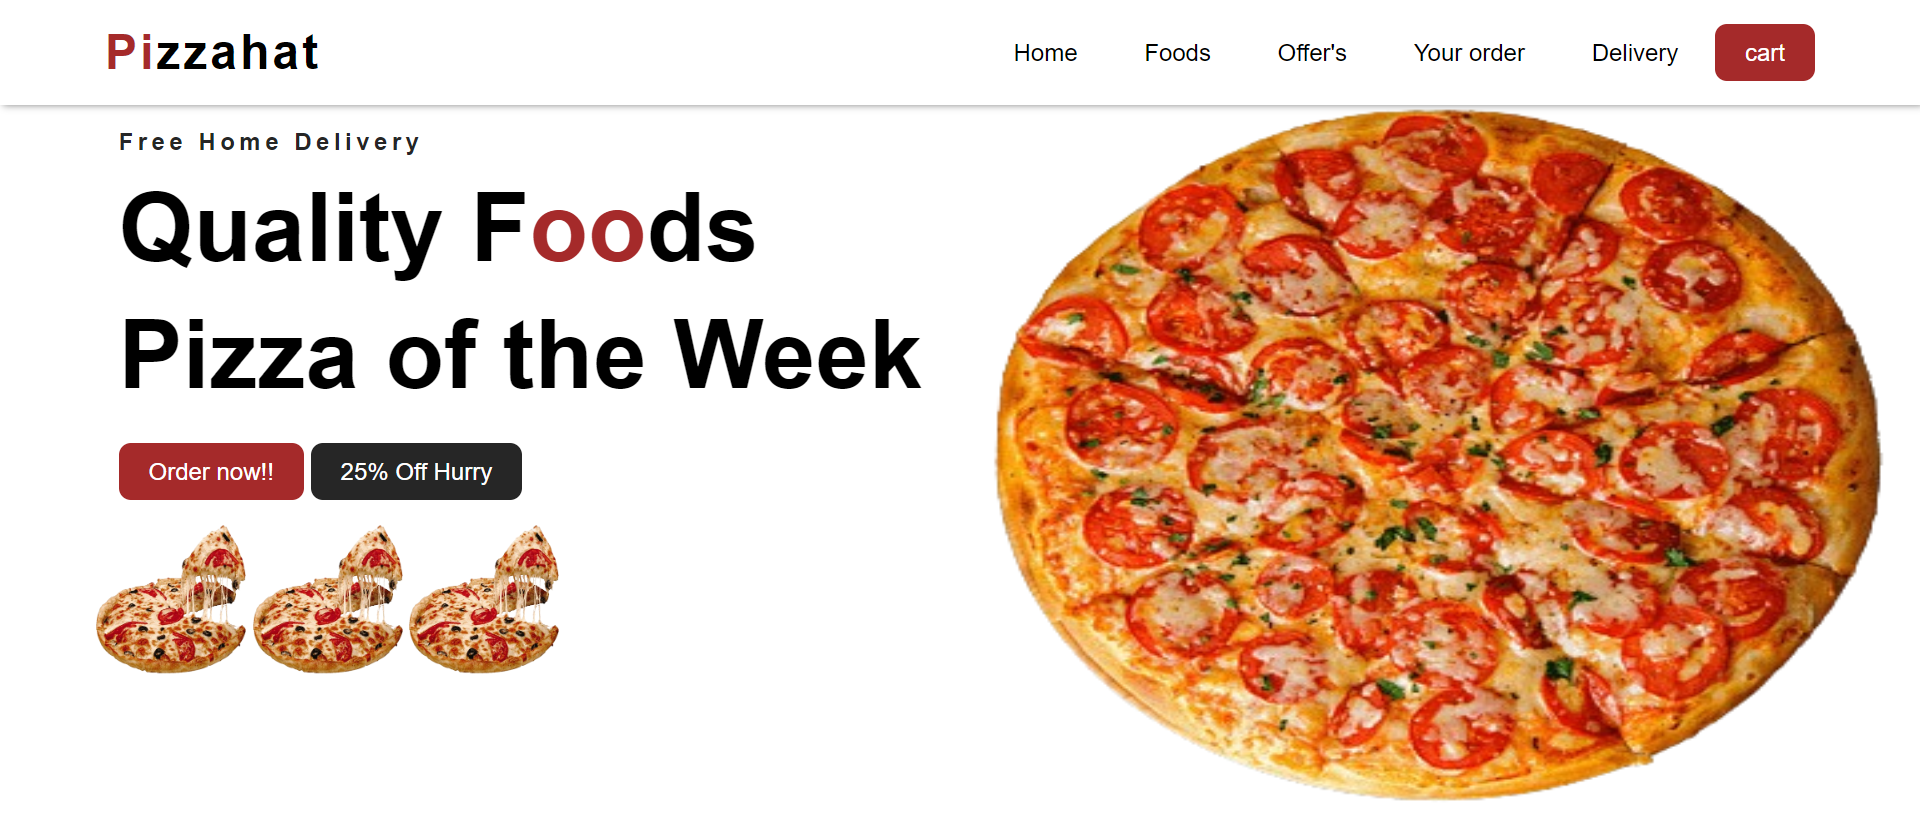 Pizzahat
Home Foods Offer's Your order Delivery cart
Free Home Delivery
Quality Foods
Pizza of the Week
Order now!! 25% Off Hurry